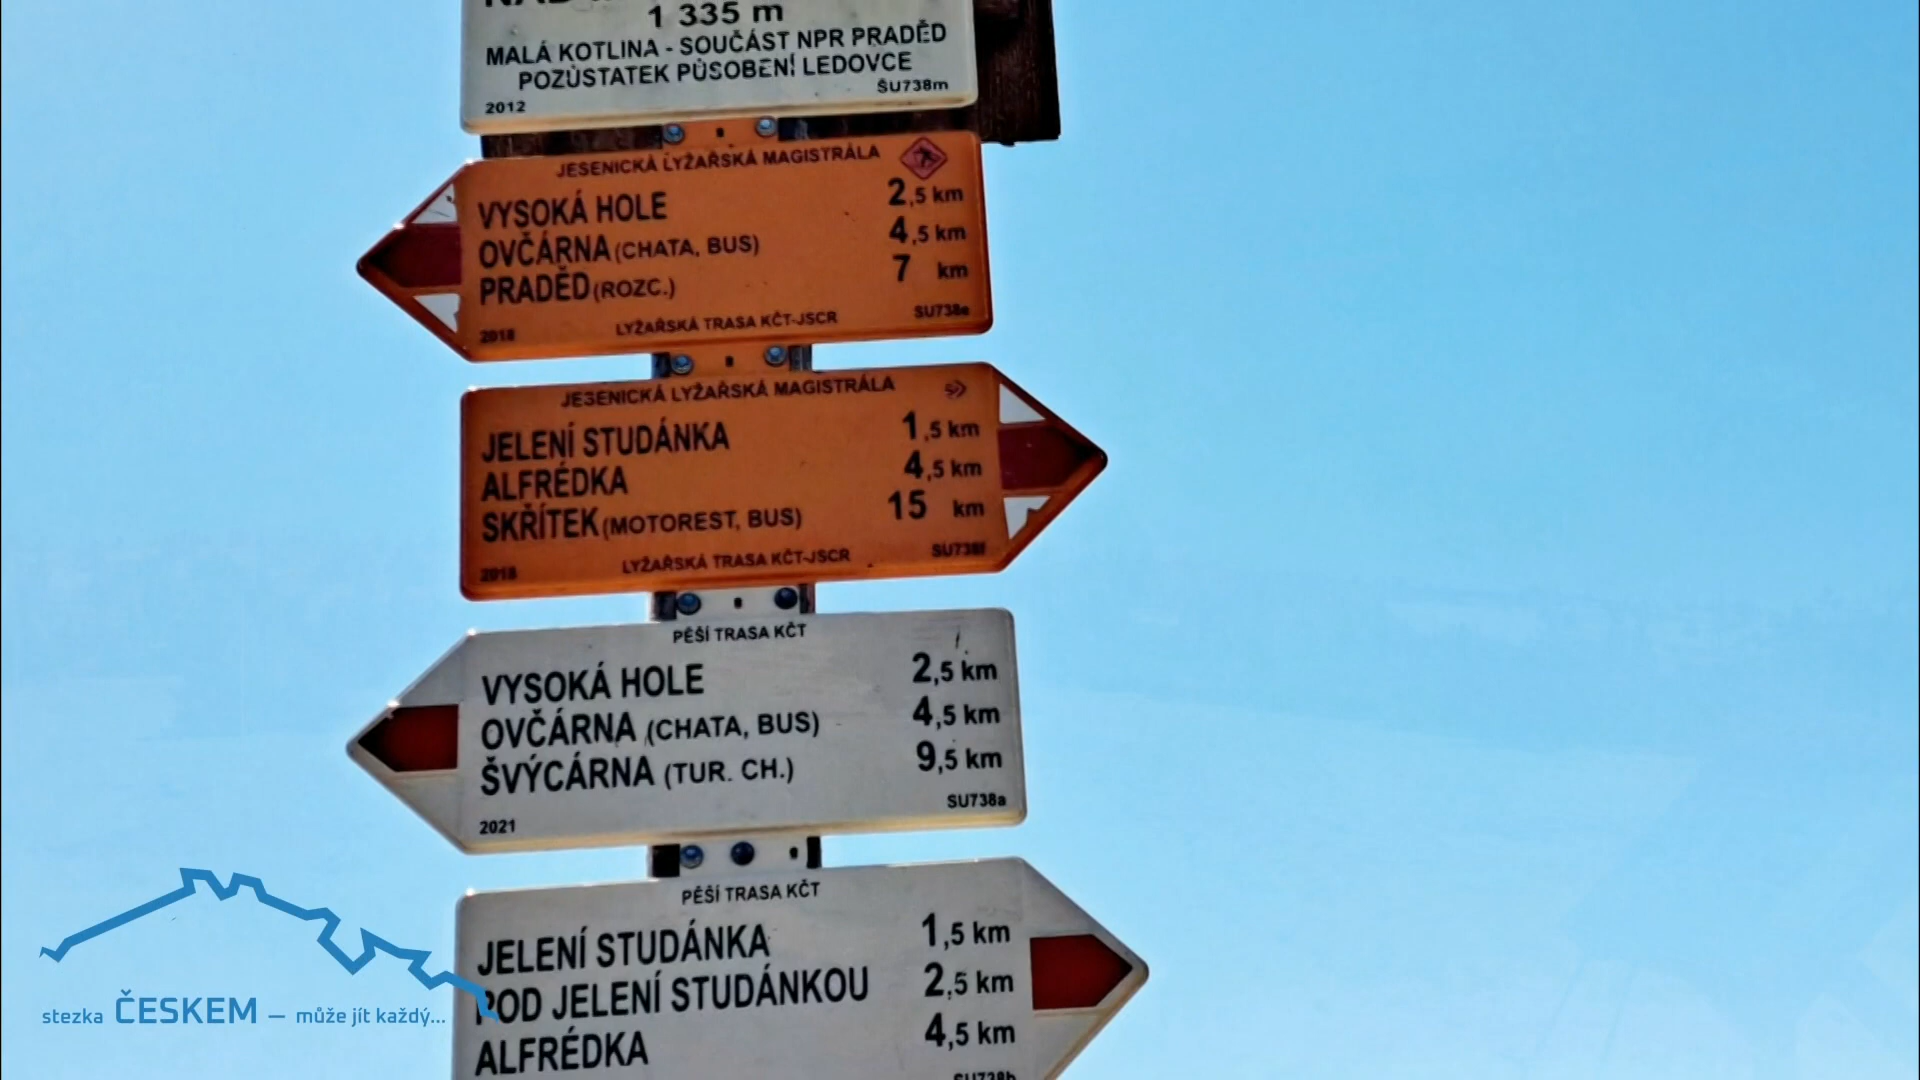 1 335 m
MALÁ KOTLINA - SOUČÁST NPR PRADĚD
POZŮSTATEK PŮSOBENÍ LEDOVCE
2012 ŠU738m
JESENICKÁ LYŽAŘSKÁ MAGISTRÁLA
VYSOKÁ HOLE 2,5 km
OVČÁRNA (CHATA, BUS) 4,5 km
PRADĚD (ROZC.) 7 km
2018 LYŽAŘSKÁ TRASA KČT-JSCR SU738e
JESENICKÁ LYŽAŘSKÁ MAGISTRÁLA
JELENÍ STUDÁNKA 1,5 km
ALFRÉDKA 4,5 km
SKŘÍTEK (MOTOREST, BUS) 15 km
2018 LYŽAŘSKÁ TRASA KČT-JSCR SU738f
PĚŠÍ TRASA KČT
VYSOKÁ HOLE 2,5 km
OVČÁRNA (CHATA, BUS) 4,5 km
ŠVÝCÁRNA (TUR. CH.) 9,5 km
2021 SU738a
PĚŠÍ TRASA KČT
JELENÍ STUDÁNKA 1,5 km
POD JELENÍ STUDÁNKOU 2,5 km
ALFRÉDKA 4,5 km
SU738b
stezka ČESKEM – může jít každý...